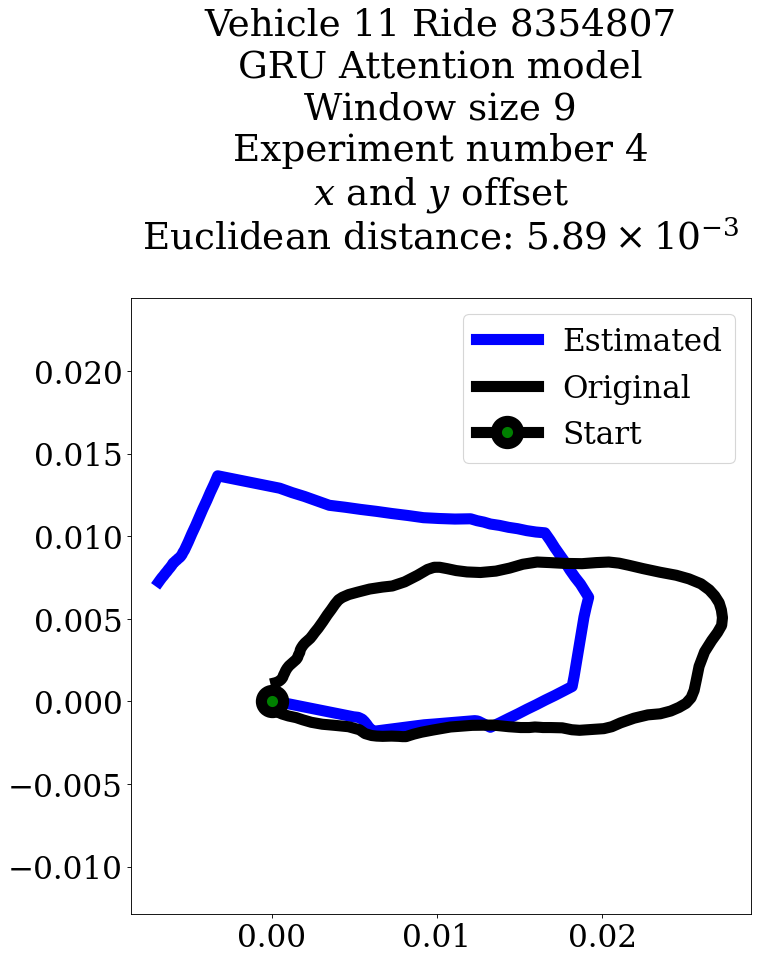 Vehicle 11 Ride 8354807
GRU Attention model
Window size 9
Experiment number 4
x and y offset
Euclidean distance: 5.89 × 10⁻³
Estimated
Original
Start
0.020
0.015
0.010
0.005
0.000
−0.005
−0.010
0.00 0.01 0.02